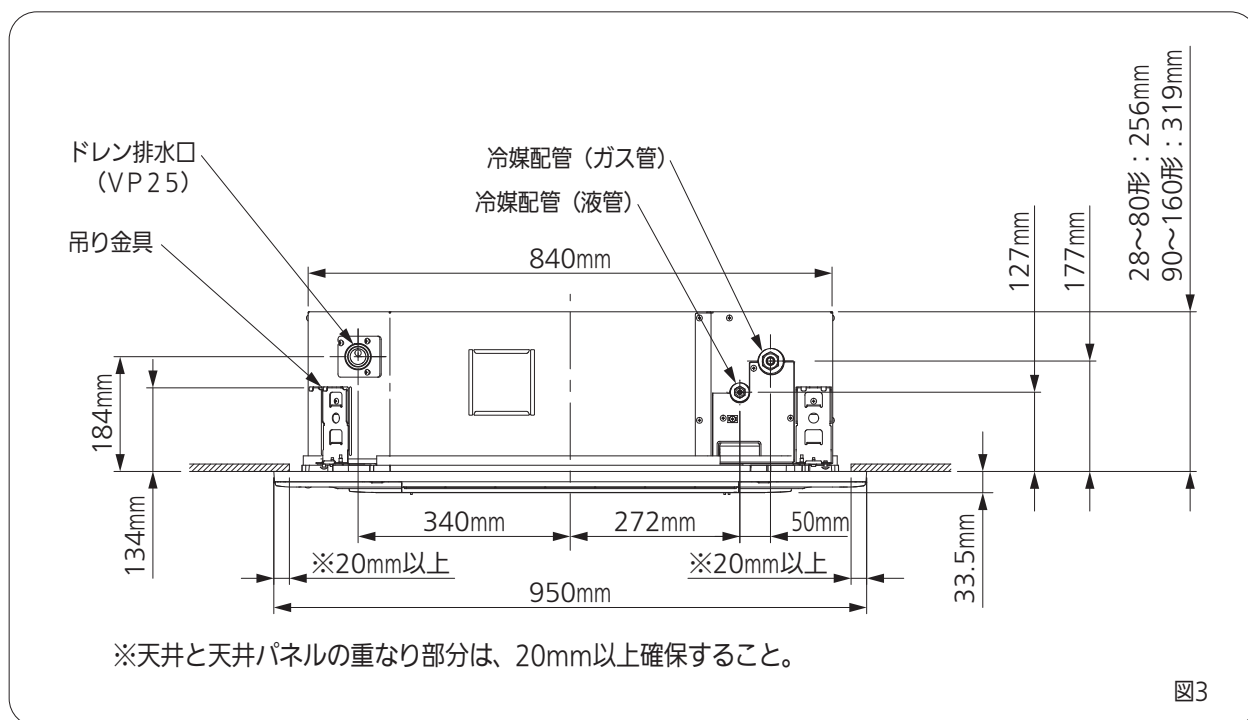 28～80形：256mm
90～160形：319mm
ドレン排水口
（VP25）
冷媒配管（ガス管）
冷媒配管（液管）
吊り金具
840mm
127mm
177mm
184mm
134mm
340mm
272mm
50mm
33.5mm
※20mm以上
※20mm以上
950mm
※天井と天井パネルの重なり部分は、20mm以上確保すること。
図3